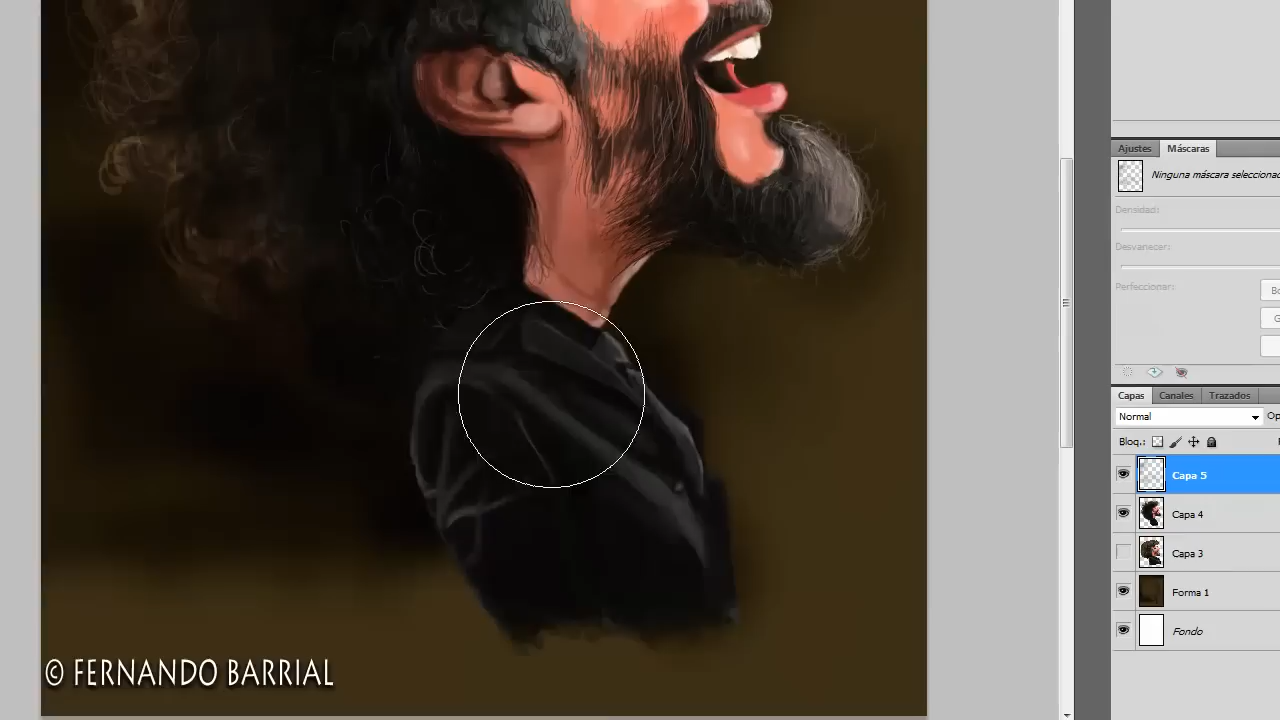 Ajustes Máscaras
Ninguna máscara
Densidad:
Desvanecer:
Perfeccionar:
Capas Canales Trazados
Normal
Bloq.:
Capa 5
Capa 4
Capa 3
Forma 1
Fondo
© FERNANDO BARRIAL